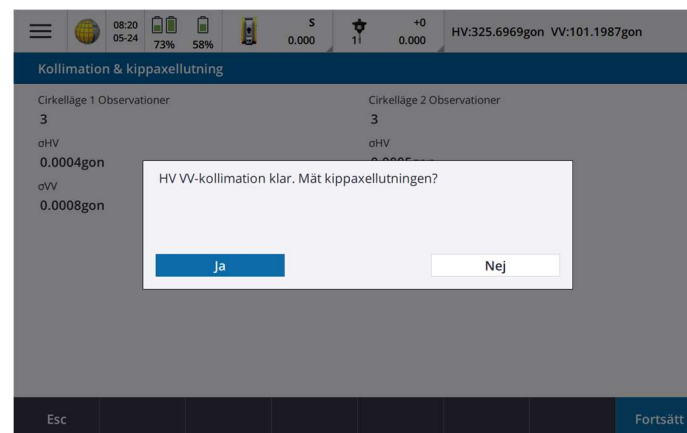 08:20
05-24
73%
58%
S
0.000
1
+0
0.000
HV:325.6969gon VV:101.1987gon
Kollimation & kippaxellutning
Cirkelläge 1 Observationer
3
σHV
0.0004gon
σVV
0.0008gon
Cirkelläge 2 Observationer
3
σHV
HV VV-kollimation klar. Mät kippaxellutningen?
Ja
Nej
Esc
Fortsätt